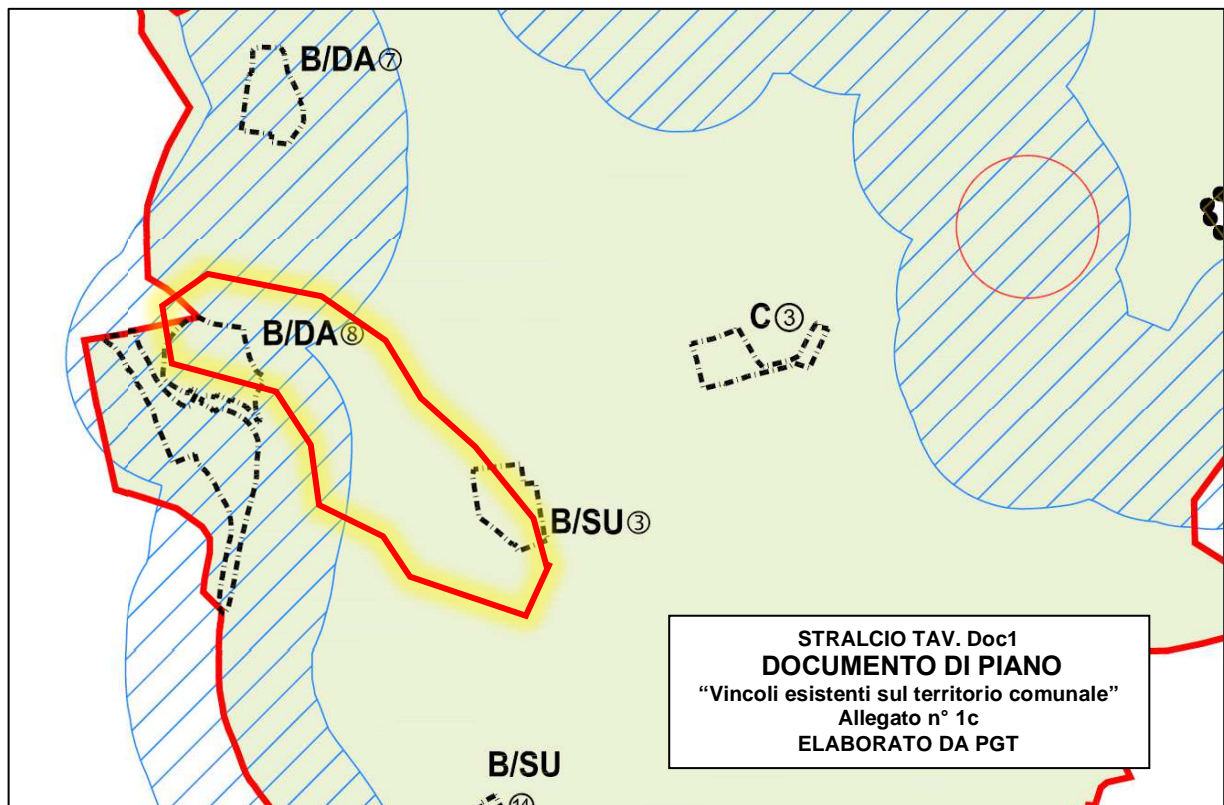 B/DA⑦
B/DA⑧
C③
B/SU③
STRALCIO TAV. Doc1
DOCUMENTO DI PIANO
“Vincoli esistenti sul territorio comunale”
Allegato n° 1c
ELABORATO DA PGT
B/SU
⑭